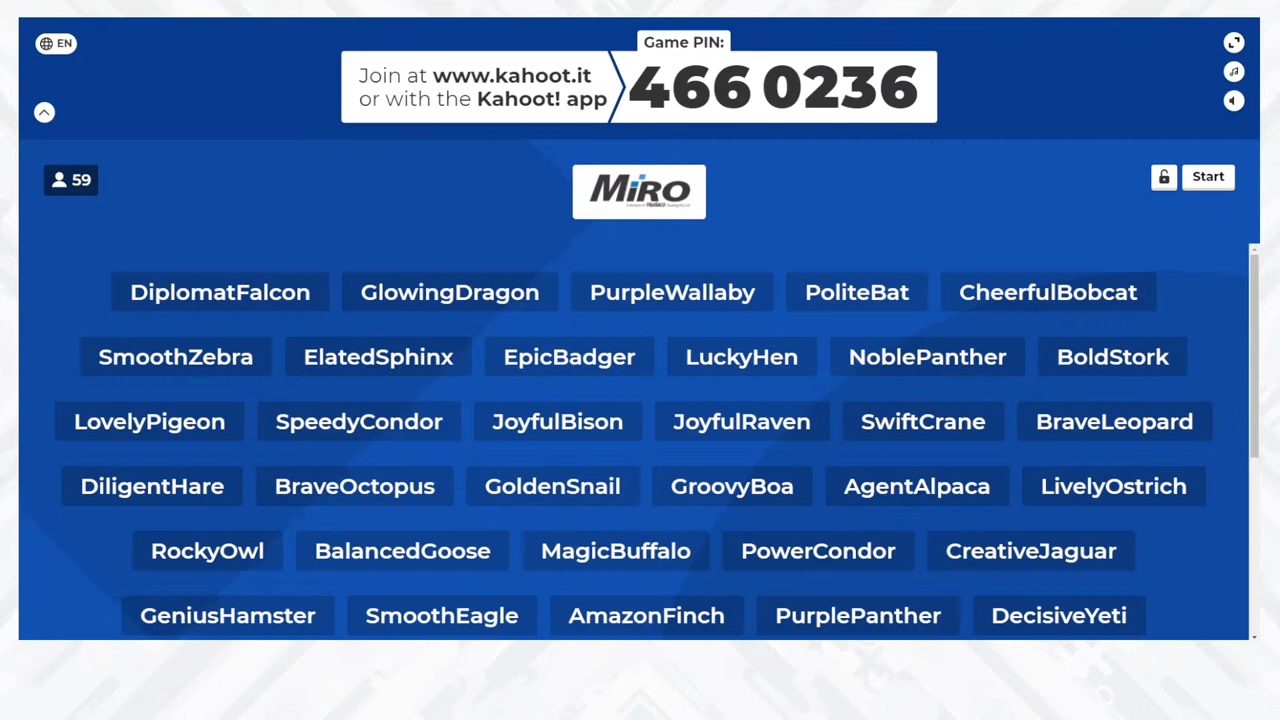 EN
Game PIN:
Join at www.kahoot.it
or with the Kahoot! app
466 0236
59
MiRO
Start
DiplomatFalcon GlowingDragon PurpleWallaby PoliteBat CheerfulBobcat
SmoothZebra ElatedSphinx EpicBadger LuckyHen NoblePanther BoldStork
LovelyPigeon SpeedyCondor JoyfulBison JoyfulRaven SwiftCrane BraveLeopard
DiligentHare BraveOctopus GoldenSnail GroovyBoa AgentAlpaca LivelyOstrich
RockyOwl BalancedGoose MagicBuffalo PowerCondor CreativeJaguar
GeniusHamster SmoothEagle AmazonFinch PurplePanther DecisiveYeti